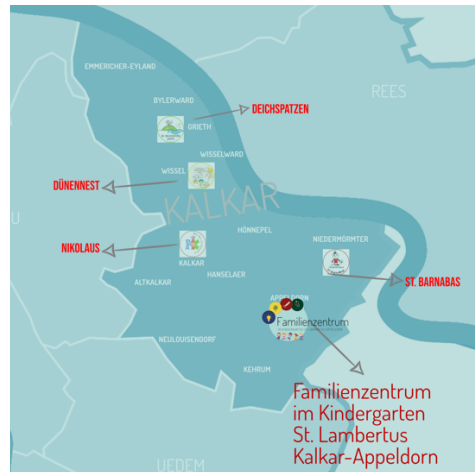 EMMERICHER-EYLAND
REES
BYLERWARD
DEICHSPATZEN
GRIETH
WISSELWARD
WISSEL
DÜNENNEST
KALKAR
HÖNNEPEL
NIEDERMÖRMTER
NIKOLAUS
KALKAR
HANSELAER
ALTKALKAR
ST. BARNABAS
APPELDORN
Familienzentrum
NEULOUISENDORF
KEHRUM
Familienzentrum
im Kindergarten
St. Lambertus
Kalkar-Appeldorn
UEDEM